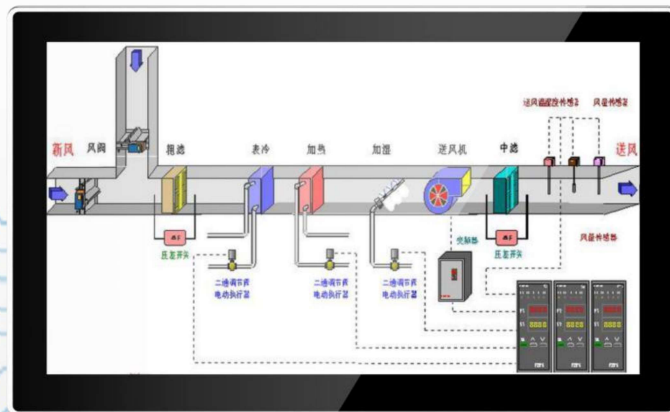 送风温湿度传感器
风量传感器
新风
风阀
粗滤
表冷
加热
加湿
送风机
中滤
送风
压差开关
变频器
压差开关
风量传感器
二通调节阀
电动执行器
二通调节阀
电动执行器
二通调节阀
电动执行器